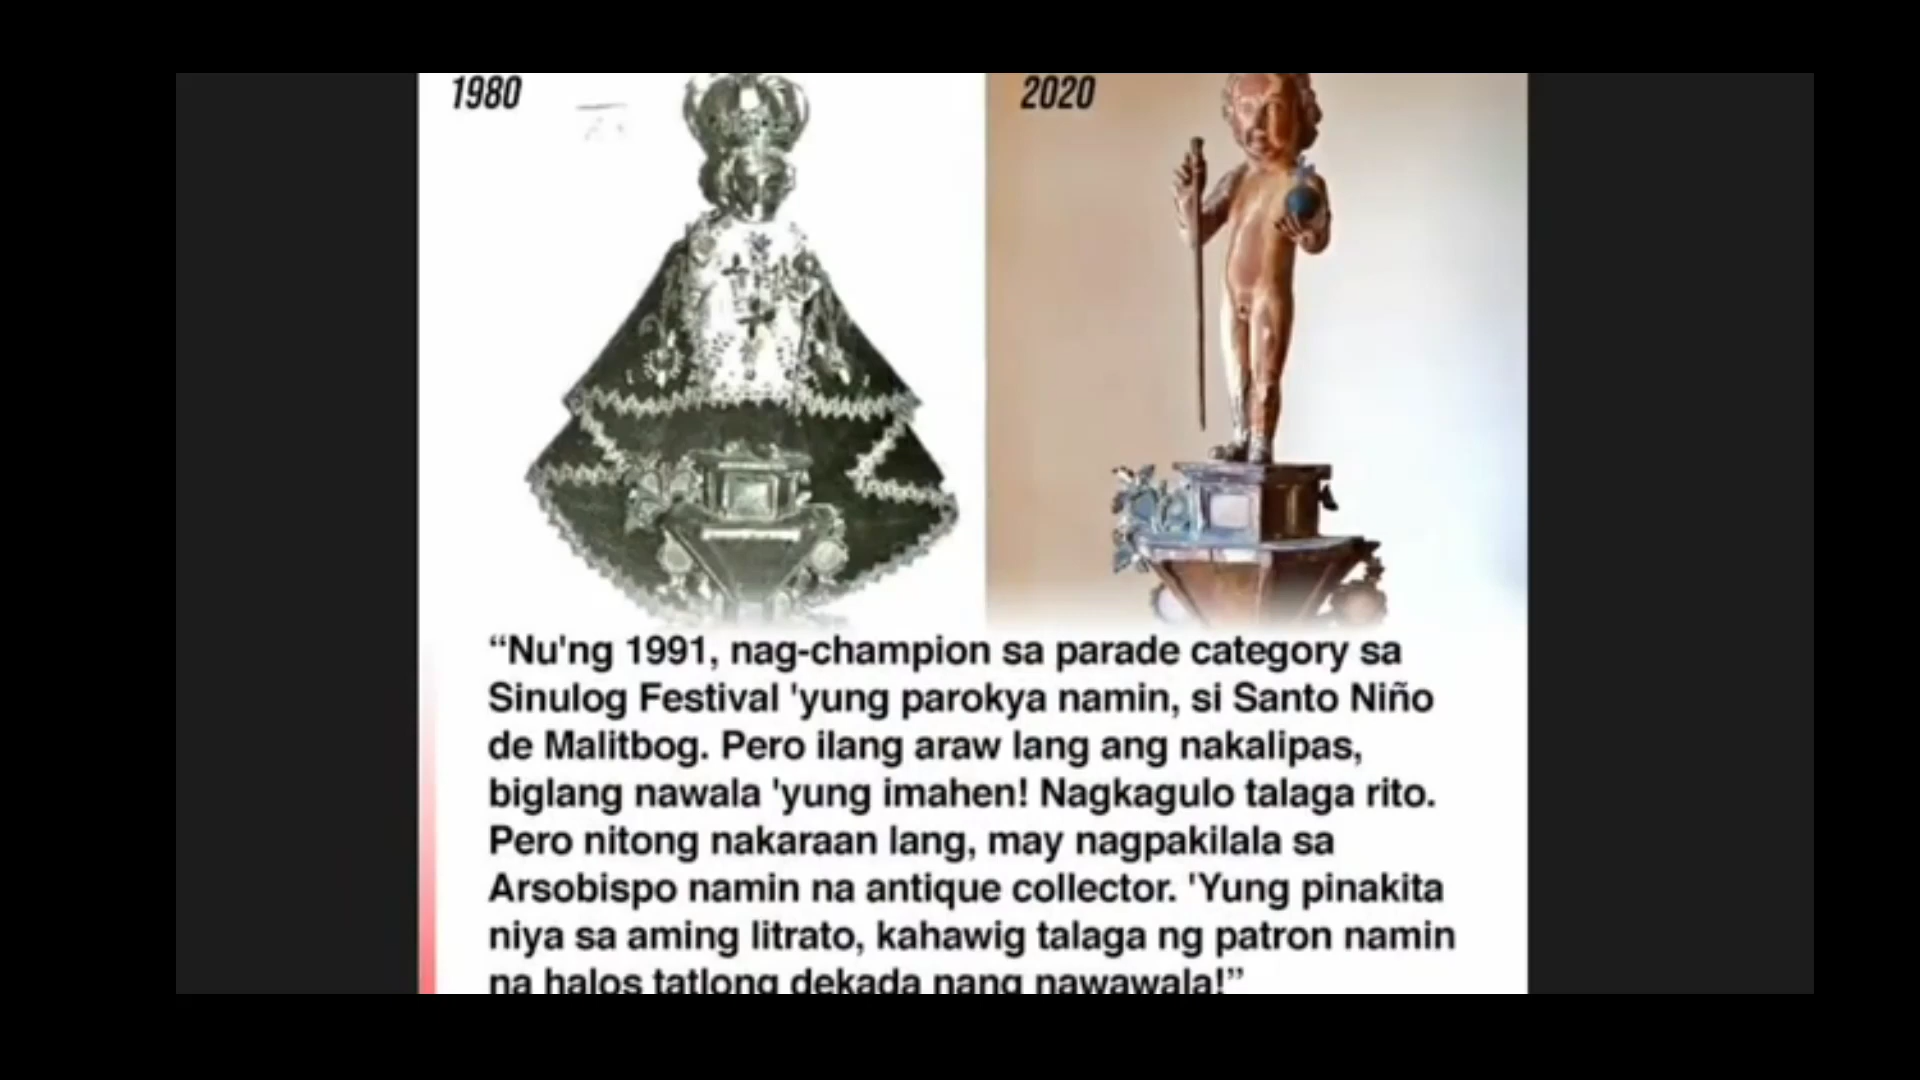 1980
2020
“Nu'ng 1991, nag-champion sa parade category sa
Sinulog Festival 'yung parokya namin, si Santo Niño
de Malitbog. Pero ilang araw lang ang nakalipas,
biglang nawala 'yung imahen! Nagkagulo talaga rito.
Pero nitong nakaraan lang, may nagpakilala sa
Arsobispo namin na antique collector. 'Yung pinakita
niya sa aming litrato, kahawig talaga ng patron namin
na halos tatlong dekada nang nawawala!”